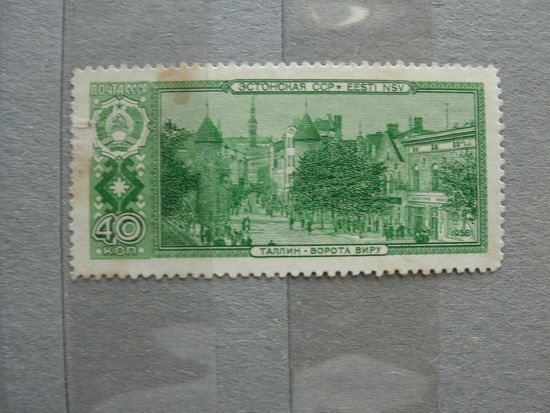 ПОЧТА СССР
ЭСТОНСКАЯ ССР ★ EESTI NSV
40
КОП
ТАЛЛИН · ВОРОТА ВИРУ
1958